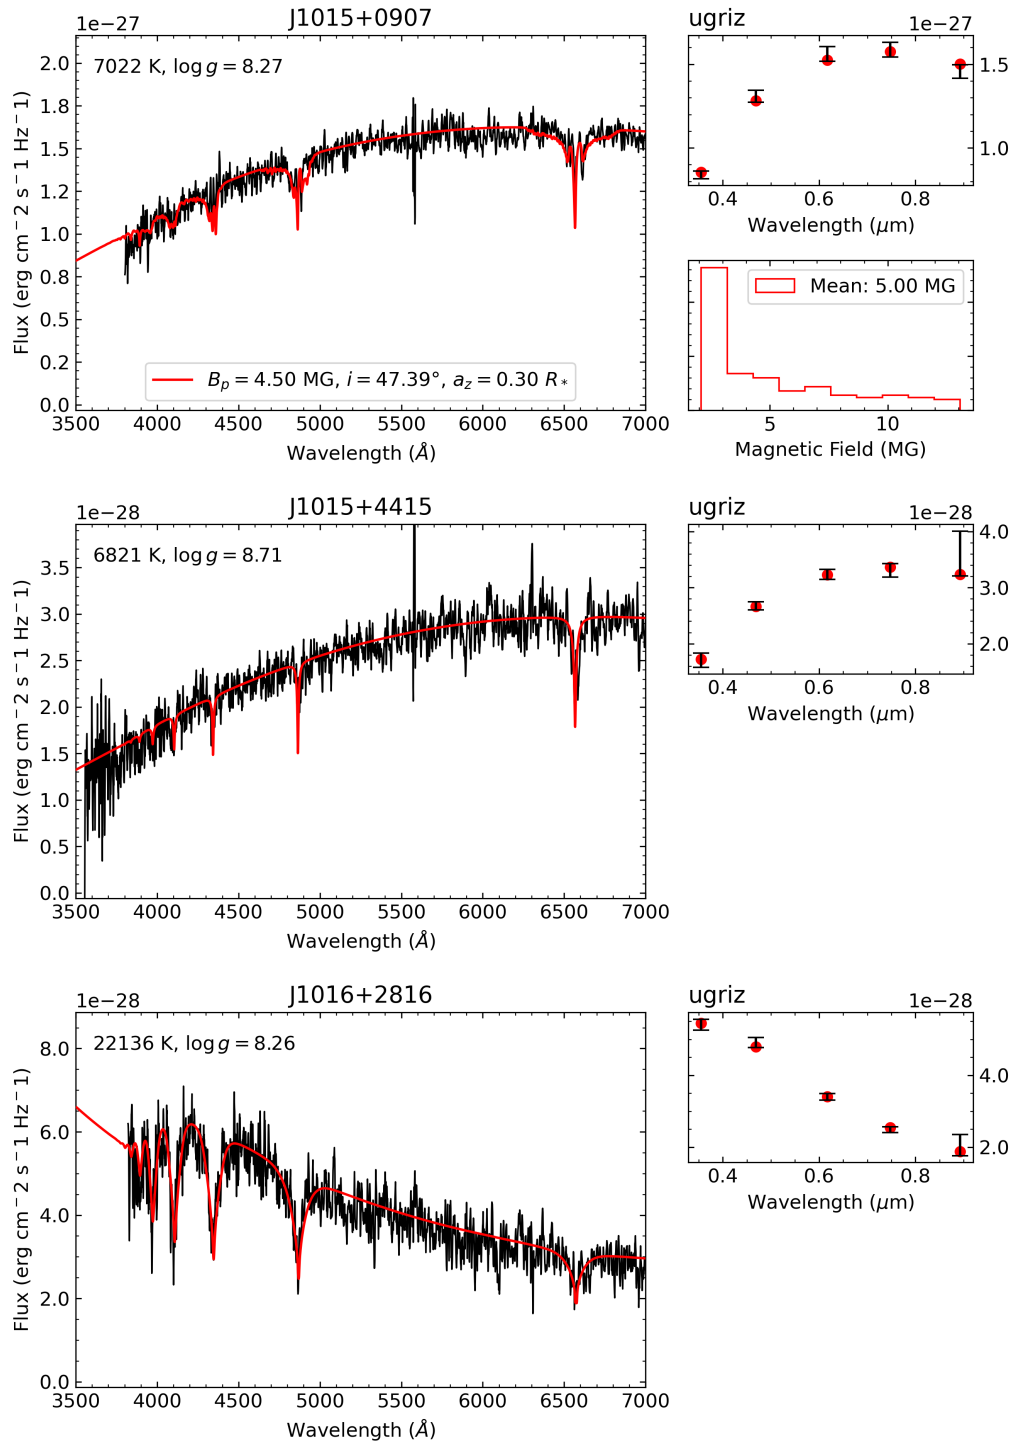 J1015+0907
1e−27
7022 K, log g = 8.27
2.0
1.8
1.5
1.2
1.0
0.8
0.5
0.2
0.0
Flux (erg cm−2 s−1 Hz−1)
B_p = 4.50 MG, i = 47.39°, a_z = 0.30 R_*
3500 4000 4500 5000 5500 6000 6500 7000
Wavelength (Å)
ugriz
1e−27
1.5
1.0
0.4 0.6 0.8
Wavelength (μm)
Mean: 5.00 MG
5 10
Magnetic Field (MG)
J1015+4415
1e−28
6821 K, log g = 8.71
3.5
3.0
2.5
2.0
1.5
1.0
0.5
0.0
Flux (erg cm−2 s−1 Hz−1)
3500 4000 4500 5000 5500 6000 6500 7000
Wavelength (Å)
ugriz
1e−28
4.0
3.0
2.0
0.4 0.6 0.8
Wavelength (μm)
J1016+2816
1e−28
22136 K, log g = 8.26
8.0
6.0
4.0
2.0
0.0
Flux (erg cm−2 s−1 Hz−1)
3500 4000 4500 5000 5500 6000 6500 7000
Wavelength (Å)
ugriz
1e−28
4.0
2.0
0.4 0.6 0.8
Wavelength (μm)